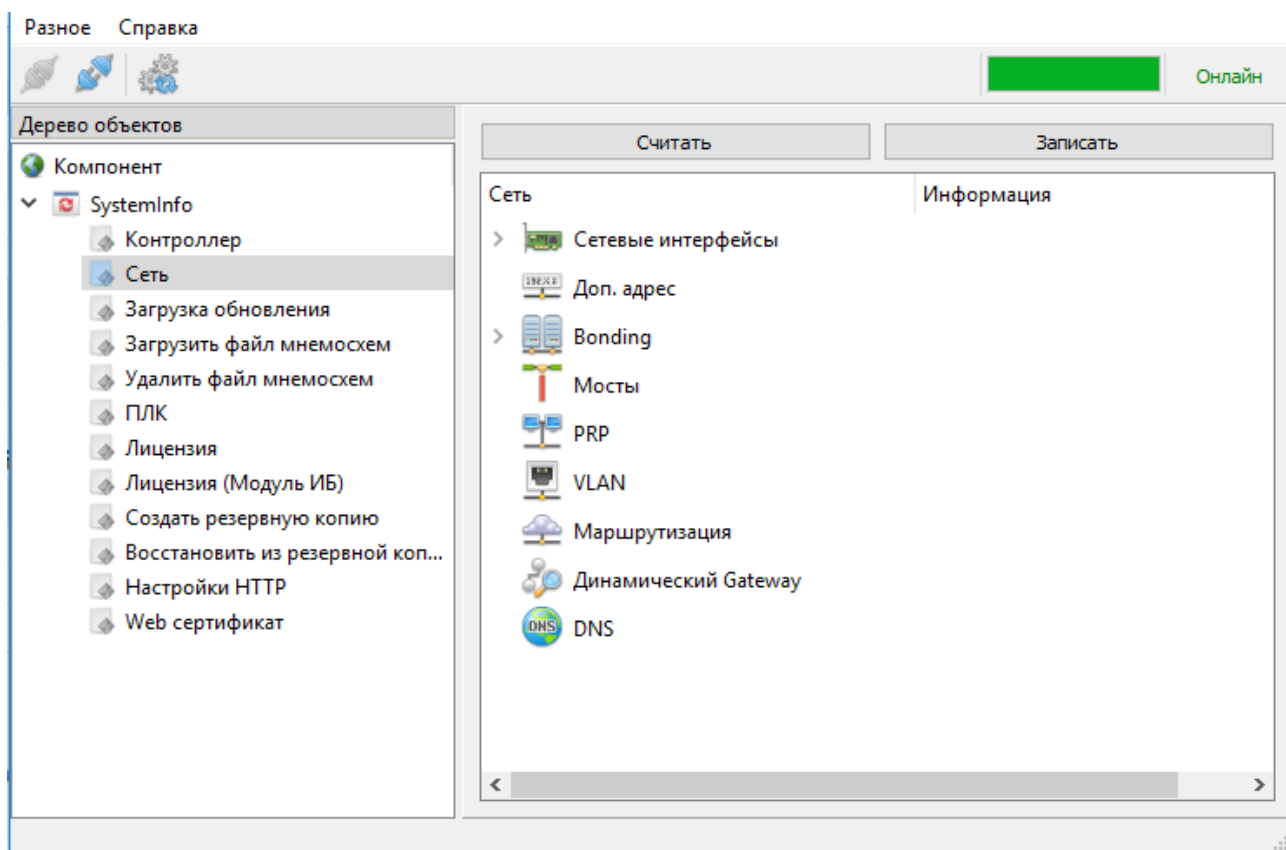 Разное Справка
Онлайн
Дерево объектов
Компонент
SystemInfo
Контроллер
Сеть
Загрузка обновления
Загрузить файл мнемосхем
Удалить файл мнемосхем
ПЛК
Лицензия
Лицензия (Модуль ИБ)
Создать резервную копию
Восстановить из резервной коп...
Настройки HTTP
Web сертификат
Считать Записать
Сеть Информация
Сетевые интерфейсы
Доп. адрес
Bonding
Мосты
PRP
VLAN
Маршрутизация
Динамический Gateway
DNS DNS